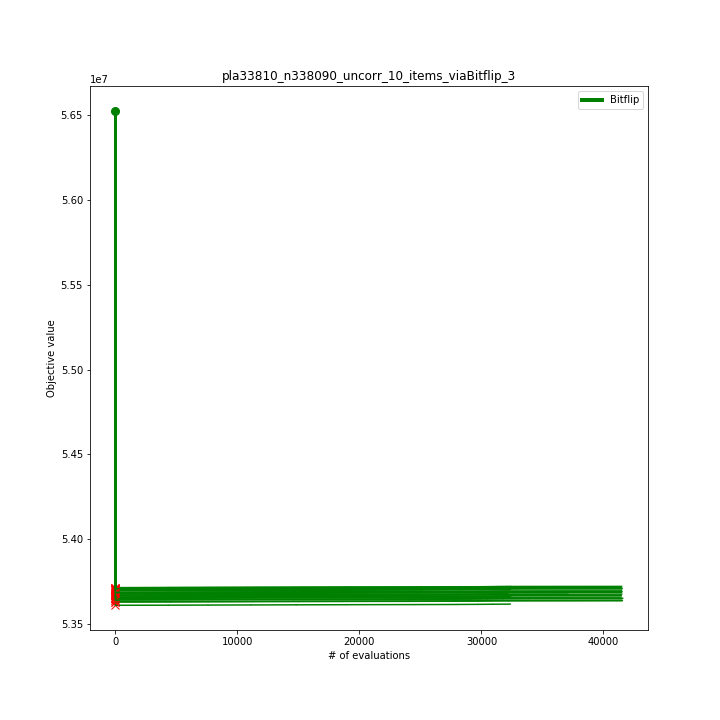 pla33810_n338090_uncorr_10_items_viaBitflip_3
1e7
Bitflip
5.65
5.60
5.55
5.50
5.45
5.40
5.35
Objective value
0 10000 20000 30000 40000
# of evaluations